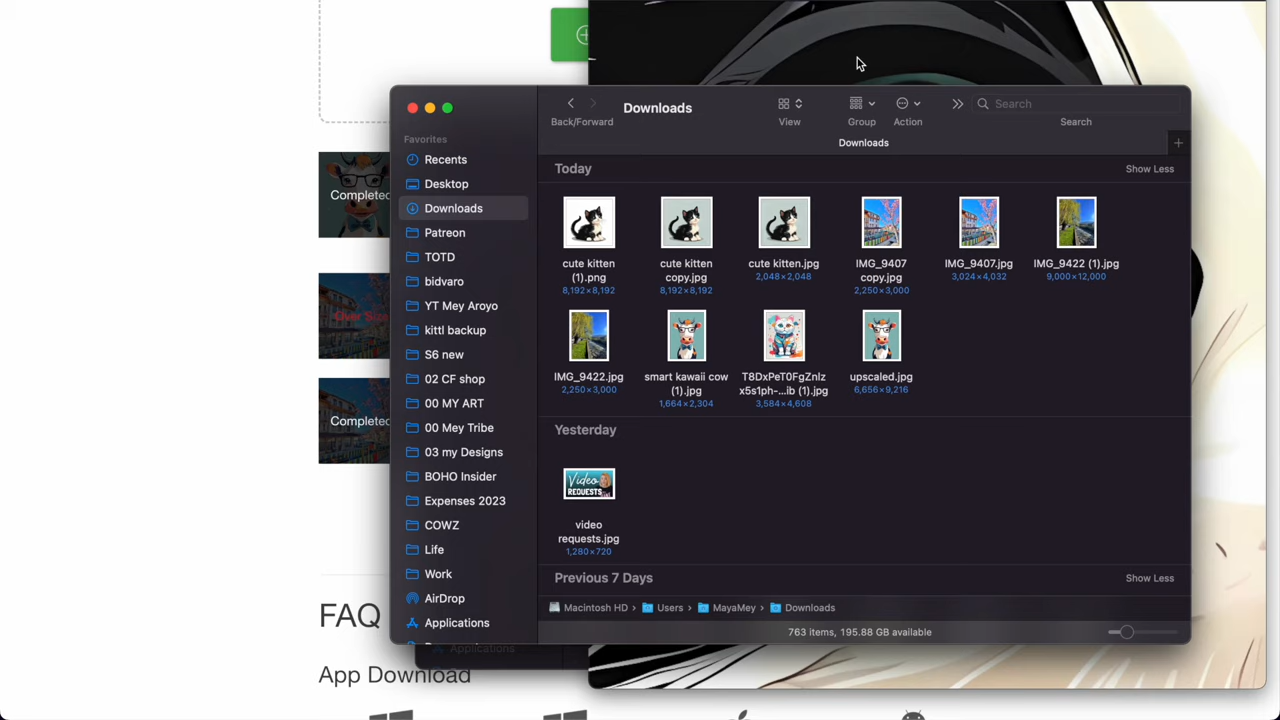 Downloads
Back/Forward
View
Group
Action
Search
Search
Downloads
Favorites
Recents
Desktop
Downloads
Patreon
TOTD
bidvaro
YT Mey Aroyo
kittl backup
S6 new
02 CF shop
00 MY ART
00 Mey Tribe
03 my Designs
BOHO Insider
Expenses 2023
COWZ
Life
Work
AirDrop
Applications
Today
Show Less
cute kitten
(1).png
8,192×8,192
cute kitten
copy.jpg
8,192×8,192
cute kitten.jpg
2,048×2,048
IMG_9407
copy.jpg
2,250×3,000
IMG_9407.jpg
3,024×4,032
IMG_9422 (1).jpg
9,000×12,000
IMG_9422.jpg
2,250×3,000
smart kawaii cow
(1).jpg
1,664×2,304
T8DxPeT0FgZnlz
x5s1ph-...ib (1).jpg
3,584×4,608
upscaled.jpg
6,656×9,216
Yesterday
Video
REQUESTS
video
requests.jpg
1,280×720
Previous 7 Days
Show Less
Macintosh HD › Users › MayaMey › Downloads
763 items, 195.88 GB available
Completed
Over Size
Completed
Applications
FAQ
App Download